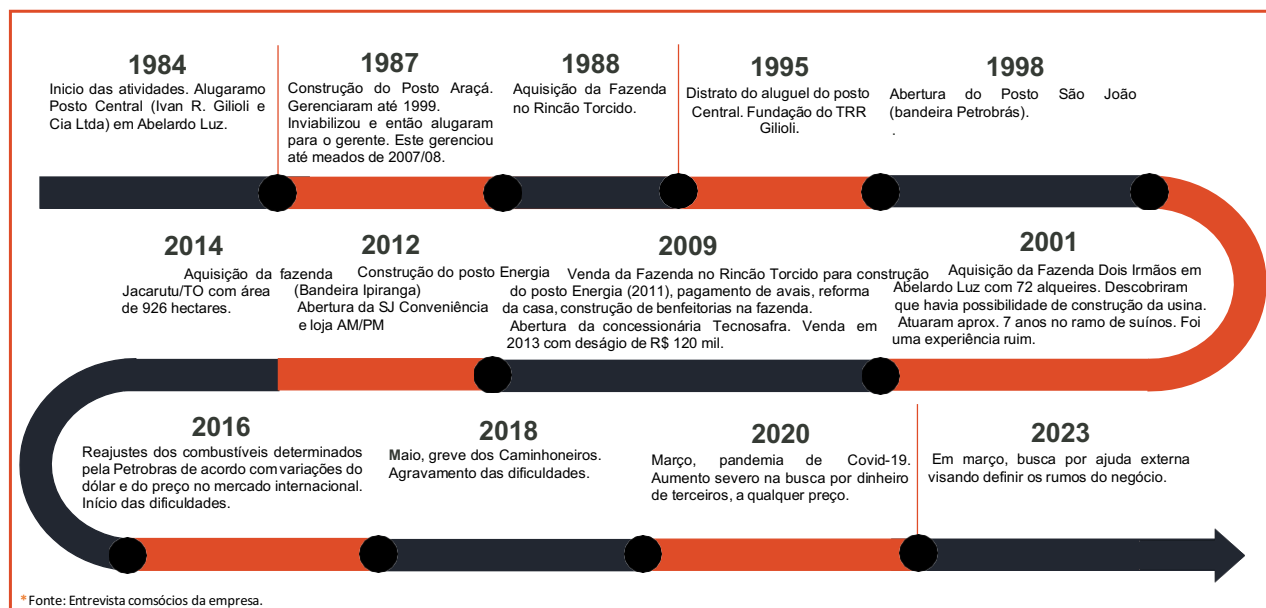 1984
Inicio das atividades. Alugaramo
Posto Central (Ivan R. Gilioli e
Cia Ltda) em Abelardo Luz.
1987
Construção do Posto Araçá.
Gerenciaram até 1999.
Inviabilizou e então alugaram
para o gerente. Este gerenciou
até meados de 2007/08.
1988
Aquisição da Fazenda
no Rincão Torcido.
1995
Distrato do aluguel do posto
Central. Fundação do TRR
Gilioli.
1998
Abertura do Posto São João
(bandeira Petrobrás).
.
2001
Aquisição da Fazenda Dois Irmãos em
Abelardo Luz com 72 alqueires. Descobriram
que havia possibilidade de construção da usina.
Atuaram aprox. 7 anos no ramo de suínos. Foi
uma experiência ruim.
2009
Venda da Fazenda no Rincão Torcido para construção
do posto Energia (2011), pagamento de avais, reforma
da casa, construção de benfeitorias na fazenda.
Abertura da concessionária Tecnosafra. Venda em
2013 com deságio de R$ 120 mil.
2012
Construção do posto Energia
(Bandeira Ipiranga)
Abertura da SJ Conveniência
e loja AM/PM
2014
Aquisição da fazenda
Jacarutu/TO com área
de 926 hectares.
2016
Reajustes dos combustíveis determinados
pela Petrobras de acordo com variações do
dólar e do preço no mercado internacional.
Início das dificuldades.
2018
Maio, greve dos Caminhoneiros.
Agravamento das dificuldades.
2020
Março, pandemia de Covid-19.
Aumento severo na busca por dinheiro
de terceiros, a qualquer preço.
2023
Em março, busca por ajuda externa
visando definir os rumos do negócio.
*Fonte: Entrevista comsócios da empresa.